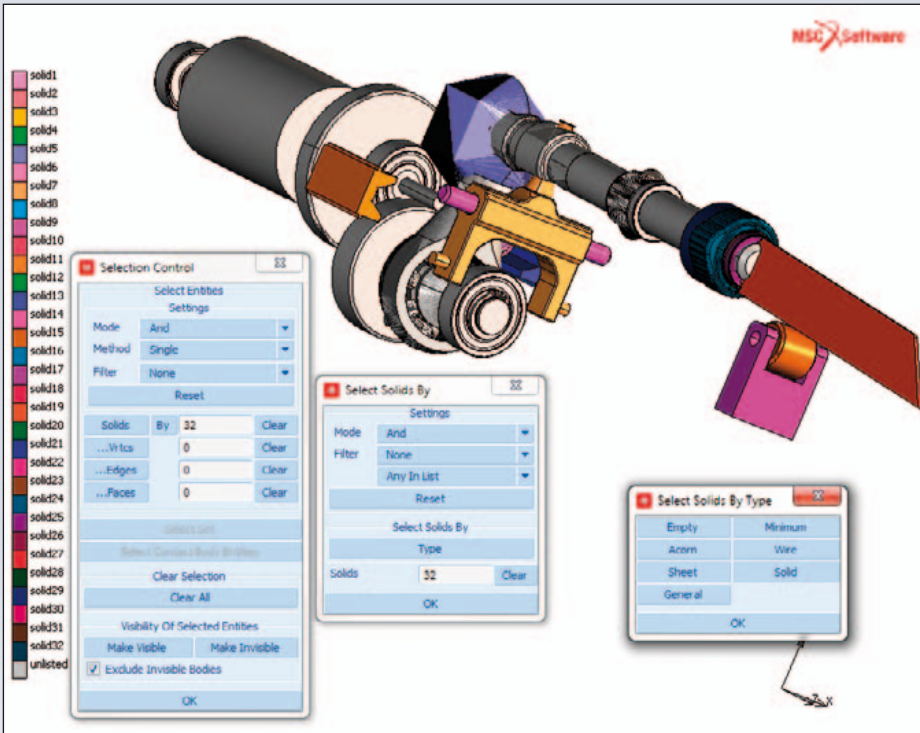 MSC Software
solid1
solid2
solid3
solid4
solid5
solid6
solid7
solid8
solid9
solid10
solid11
solid12
solid13
solid14
solid15
solid16
solid17
solid18
solid19
solid20
solid21
solid22
solid23
solid24
solid25
solid26
solid27
solid28
solid29
solid30
solid31
solid32
unlisted
Selection Control
Select Entities
Settings
Mode And
Method Single
Filter None
Reset
Solids By 32 Clear
...Vrtcs 0 Clear
...Edges 0 Clear
...Faces 0 Clear
Select Set
Select Contact Body Entities
Clear Selection
Clear All
Visibility Of Selected Entities
Make Visible Make Invisible
Exclude Invisible Bodies
OK
Select Solids By
Settings
Mode And
Filter None
Any In List
Reset
Select Solids By
Type
Solids 32 Clear
OK
Select Solids By Type
Empty Minimum
Acorn Wire
Sheet Solid
General
OK
Z X